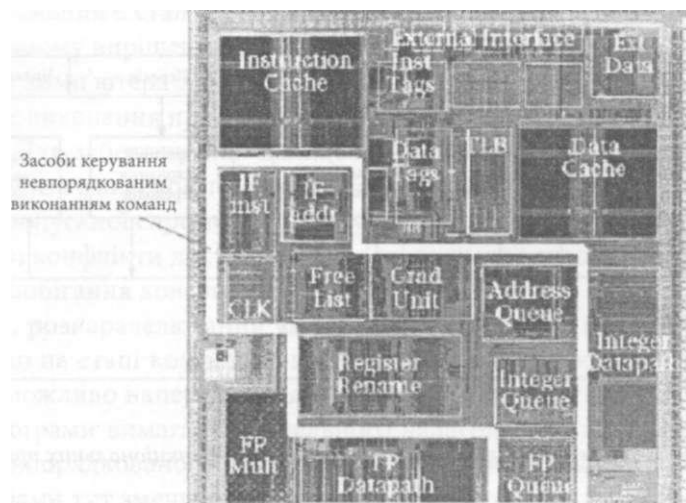 External Interface
Instruction
Cache
Inst
Tags
Ext
Data
Data
Tags
TLB
Data
Cache
Засоби керування
невпорядкованим
виконанням команд
IF
inst
IF
addr
CLK
Free
List
Grad
Unit
Address
Queue
Integer
Datapath
Register
Rename
Integer
Queue
FP
Mult
FP
Datapath
FP
Queue